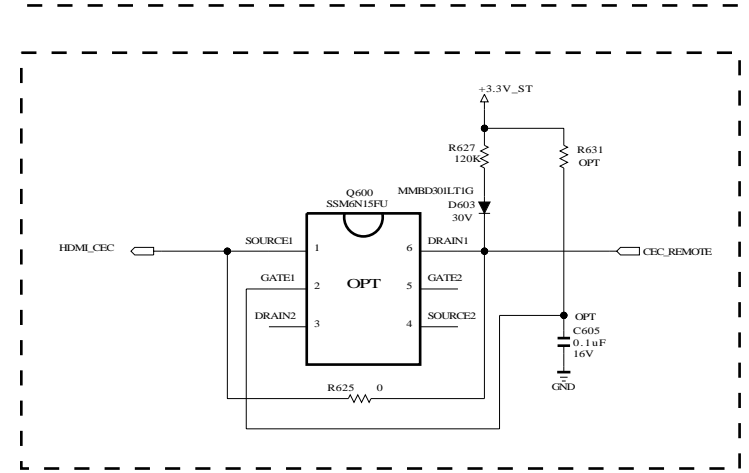 +3.3V_ST
R627
120K
R631
OPT
Q600
SSM6N15FU
MMBD301LT1G
D603
30V
HDMI_CEC
SOURCE1
1
6
DRAIN1
CEC_REMOTE
GATE1
2
OPT
5
GATE2
DRAIN2
3
4
SOURCE2
OPT
C605
0.1uF
16V
GND
R625 0